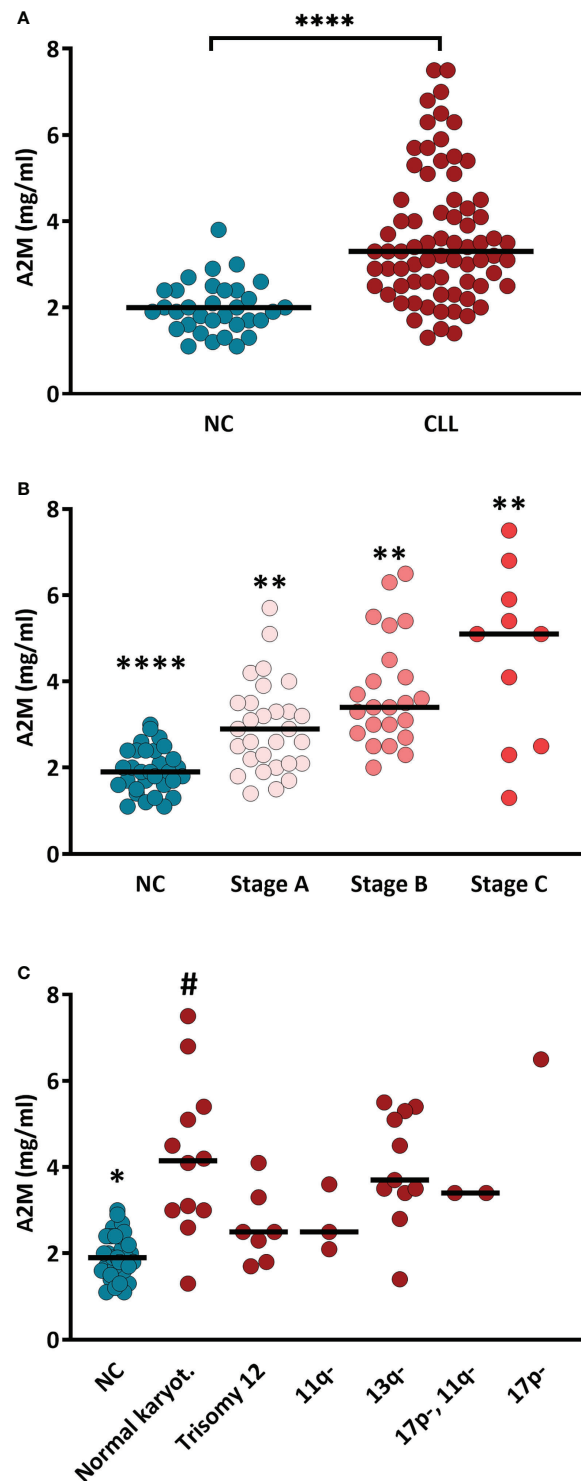 A
****
8
6
4
2
0
A2M (mg/ml)
NC CLL
B
8
6
4
2
0
A2M (mg/ml)
****
**
**
**
NC Stage A Stage B Stage C
C
8
6
4
2
0
A2M (mg/ml)
*
#
NC
Normal karyot.
Trisomy 12
11q-
13q-
17p-, 11q-
17p-